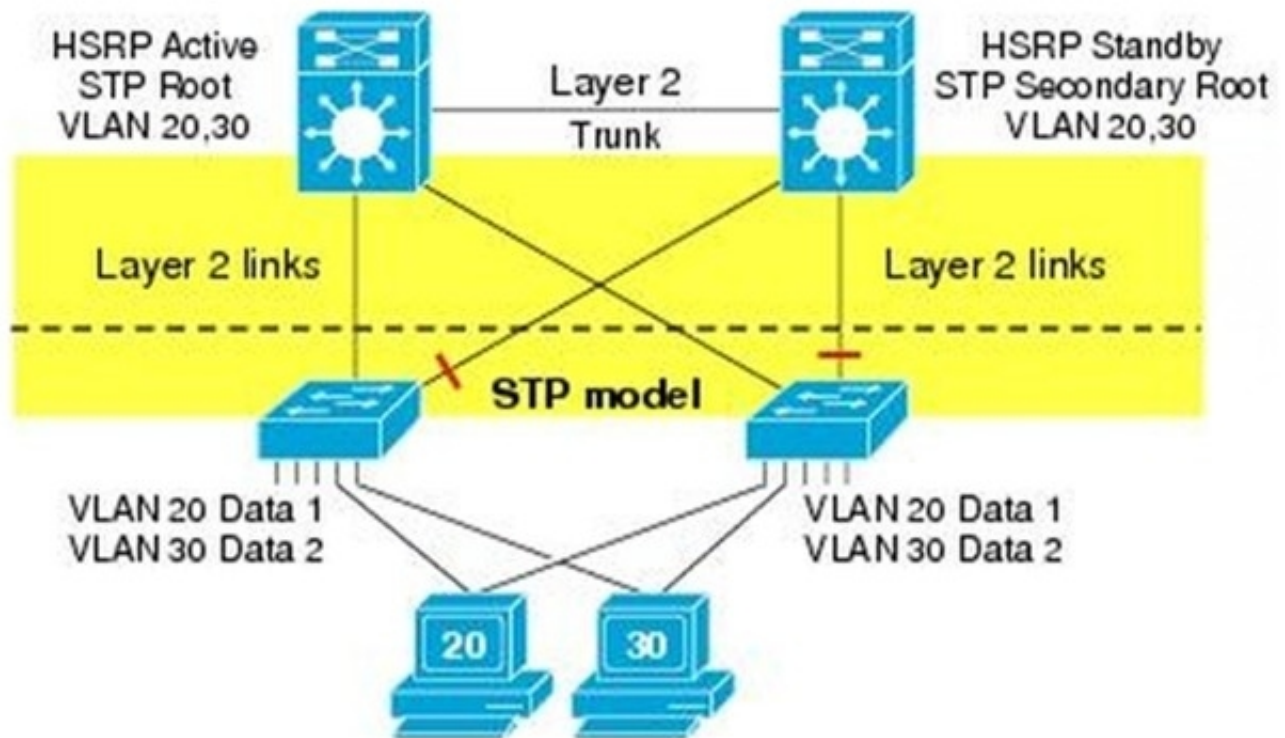 HSRP Active
STP Root
VLAN 20,30
Layer 2
Trunk
HSRP Standby
STP Secondary Root
VLAN 20,30
Layer 2 links
Layer 2 links
STP model
VLAN 20 Data 1
VLAN 30 Data 2
VLAN 20 Data 1
VLAN 30 Data 2
20
30